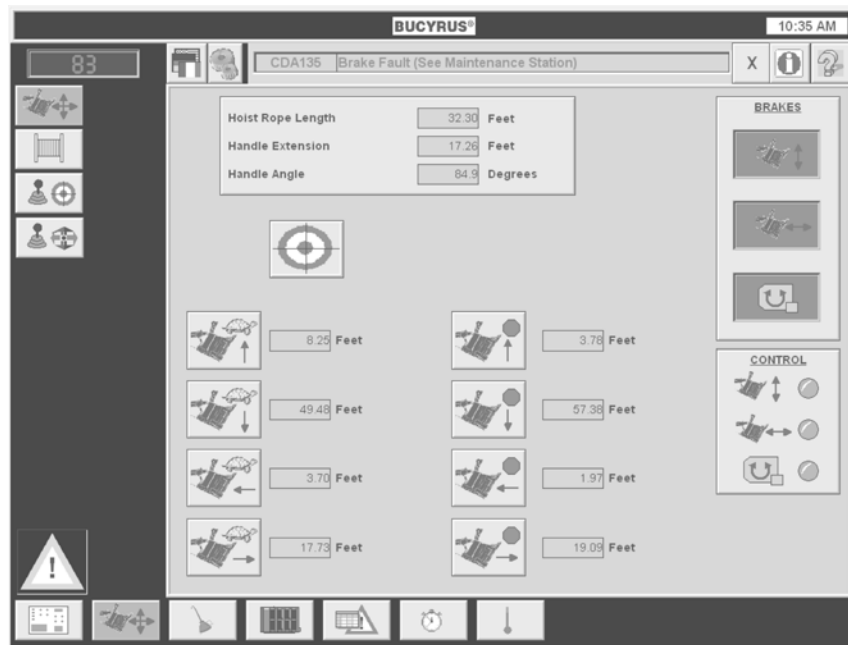 BUCYRUS®
10:35 AM
83
CDA135 Brake Fault (See Maintenance Station)
X
Hoist Rope Length 32.30 Feet
Handle Extension 17.26 Feet
Handle Angle 84.9 Degrees
BRAKES
8.25 Feet 3.78 Feet
49.48 Feet 57.38 Feet
3.70 Feet 1.97 Feet
17.73 Feet 19.09 Feet
CONTROL